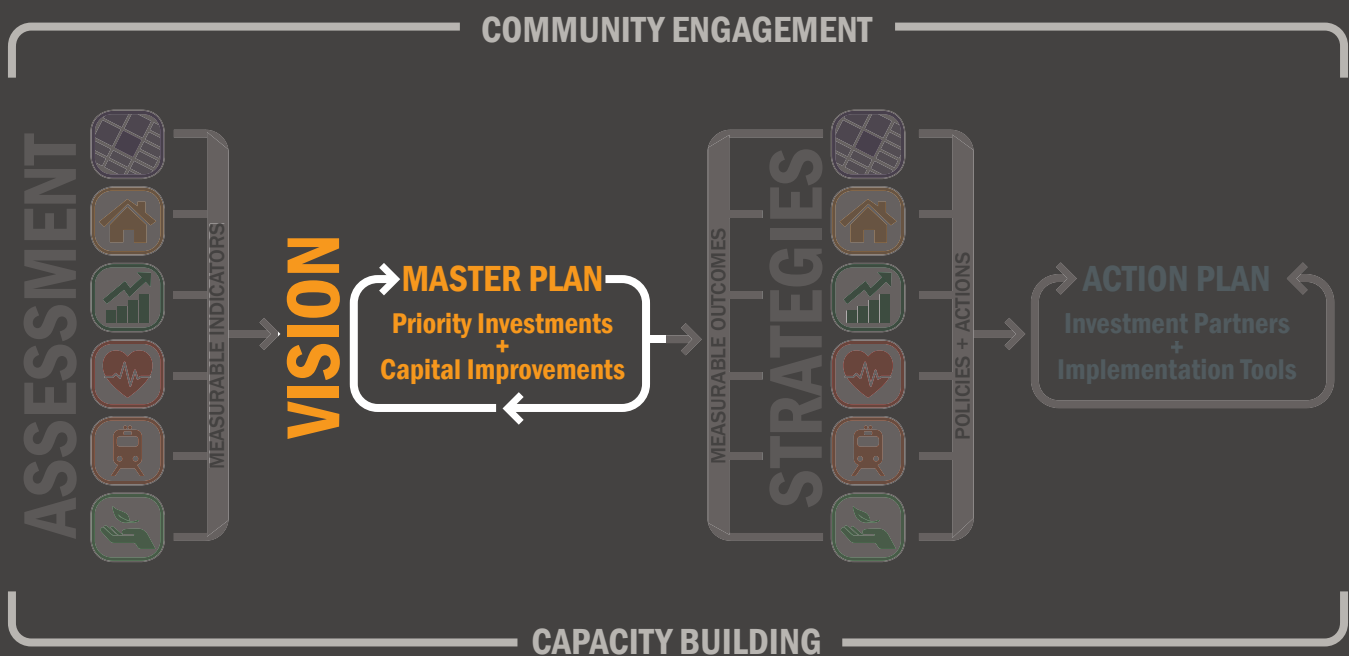 COMMUNITY ENGAGEMENT
ASSESSMENT
MEASURABLE INDICATORS
VISION
MASTER PLAN
Priority Investments
+
Capital Improvements
MEASURABLE OUTCOMES
STRATEGIES
POLICIES + ACTIONS
ACTION PLAN
Investment Partners
+
Implementation Tools
CAPACITY BUILDING